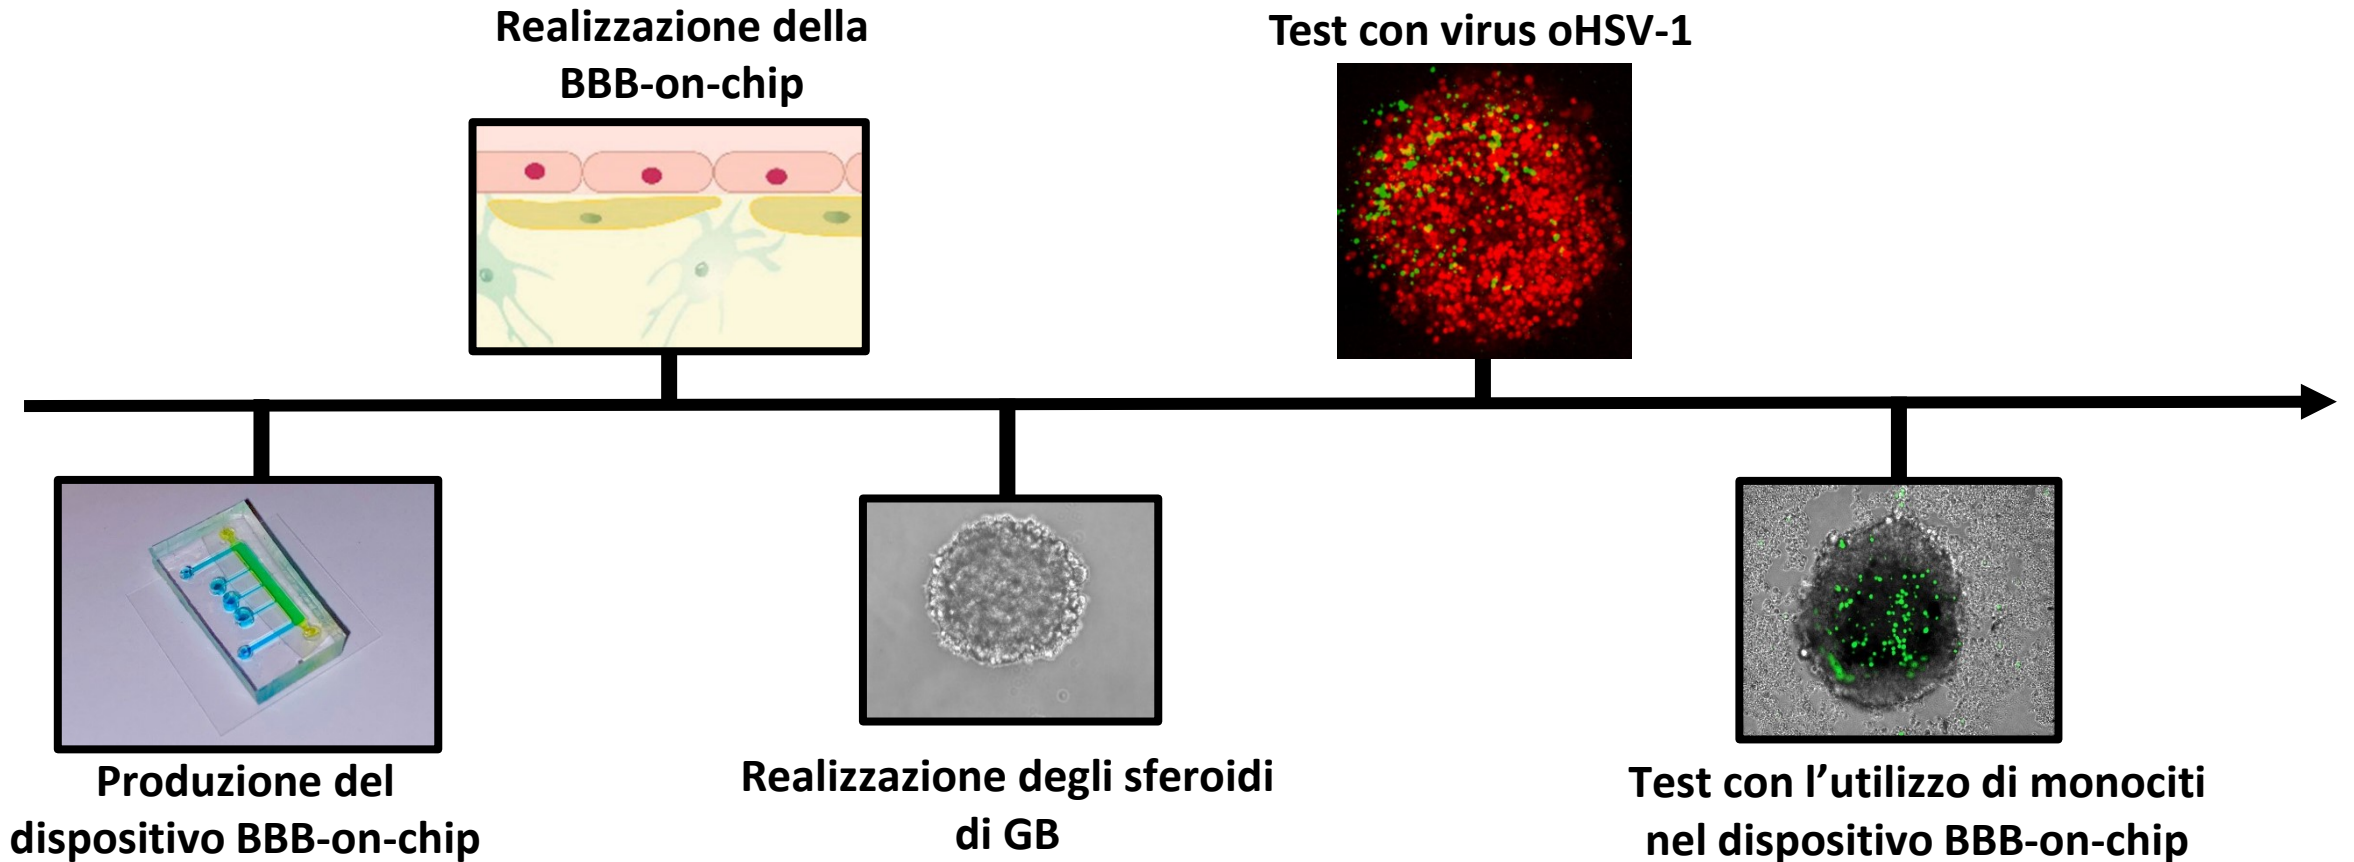 Realizzazione della
BBB-on-chip
Test con virus oHSV-1
Produzione del
dispositivo BBB-on-chip
Realizzazione degli sferoidi
di GB
Test con l’utilizzo di monociti
nel dispositivo BBB-on-chip